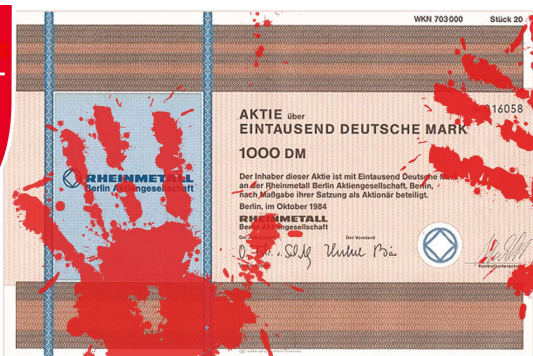 WKN 703000 Stück 20
016058
AKTIE über
EINTAUSEND DEUTSCHE MARK
1000 DM
RHEINMETALL
Berlin Aktiengesellschaft
Der Inhaber dieser Aktie ist mit Eintausend Deutsche Mark
an der Rheinmetall Berlin Aktiengesellschaft, Berlin,
nach Maßgabe ihrer Satzung als Aktionär beteiligt.
Berlin, im Oktober 1984
RHEINMETALL
Berlin Aktiengesellschaft
Der Vorstand